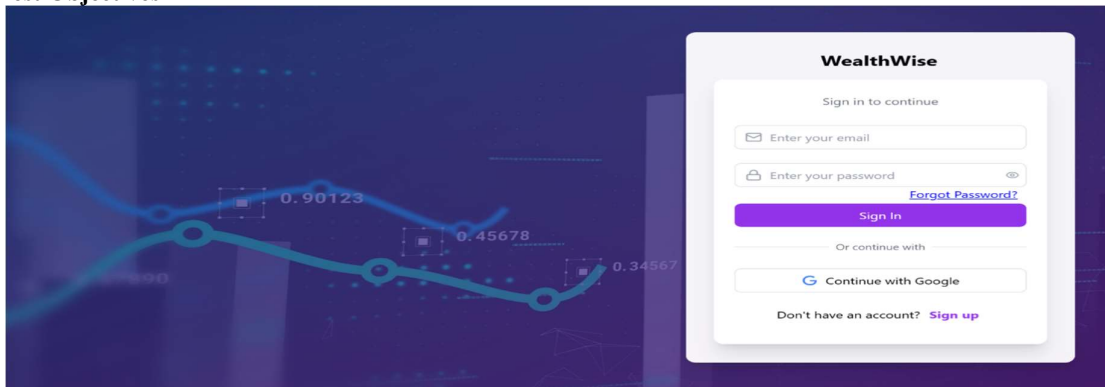 WealthWise
Sign in to continue
Enter your email
Enter your password
Forgot Password?
Sign In
Or continue with
Continue with Google
Don't have an account? Sign up
0.90123
0.45678
0.34567
890